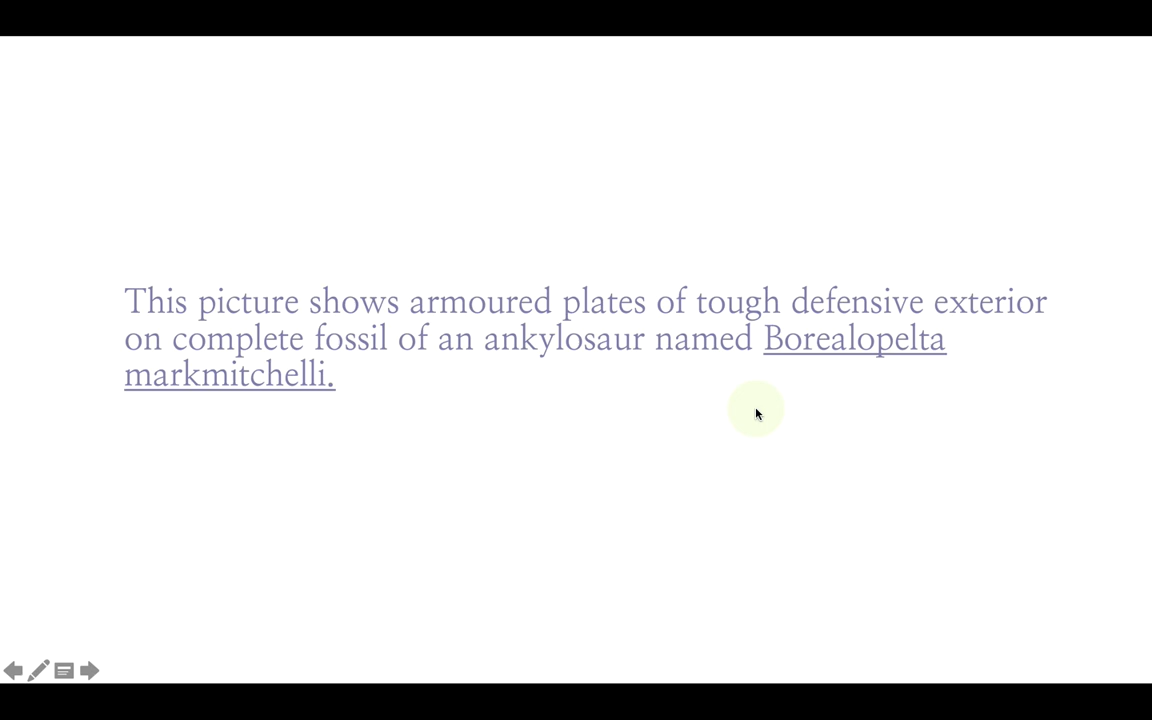 This picture shows armoured plates of tough defensive exterior
on complete fossil of an ankylosaur named Borealopelta
markmitchelli.